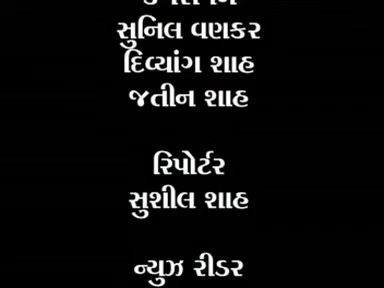 સુનિલ વણકર
દિવ્યાંગ શાહ
જતીન શાહ
રિપોર્ટર
સુશીલ શાહ
ન્યુઝ રીડર